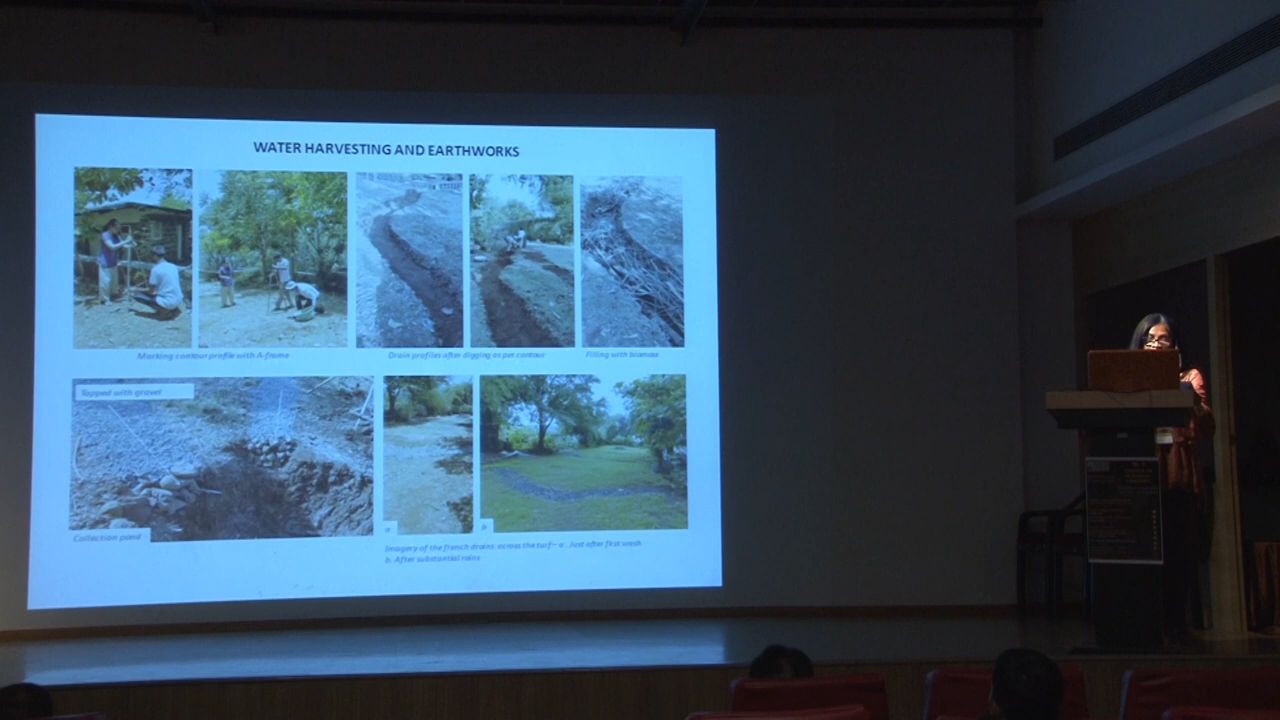 WATER HARVESTING AND EARTHWORKS
Marking contour profile with A-frame
Drain profiles after digging as per contour
Filling with biomass
Topped with gravel
Collection pond
a
b
Imagery of the french drains across the turf– a . Just after first wash
b. After substantial rains